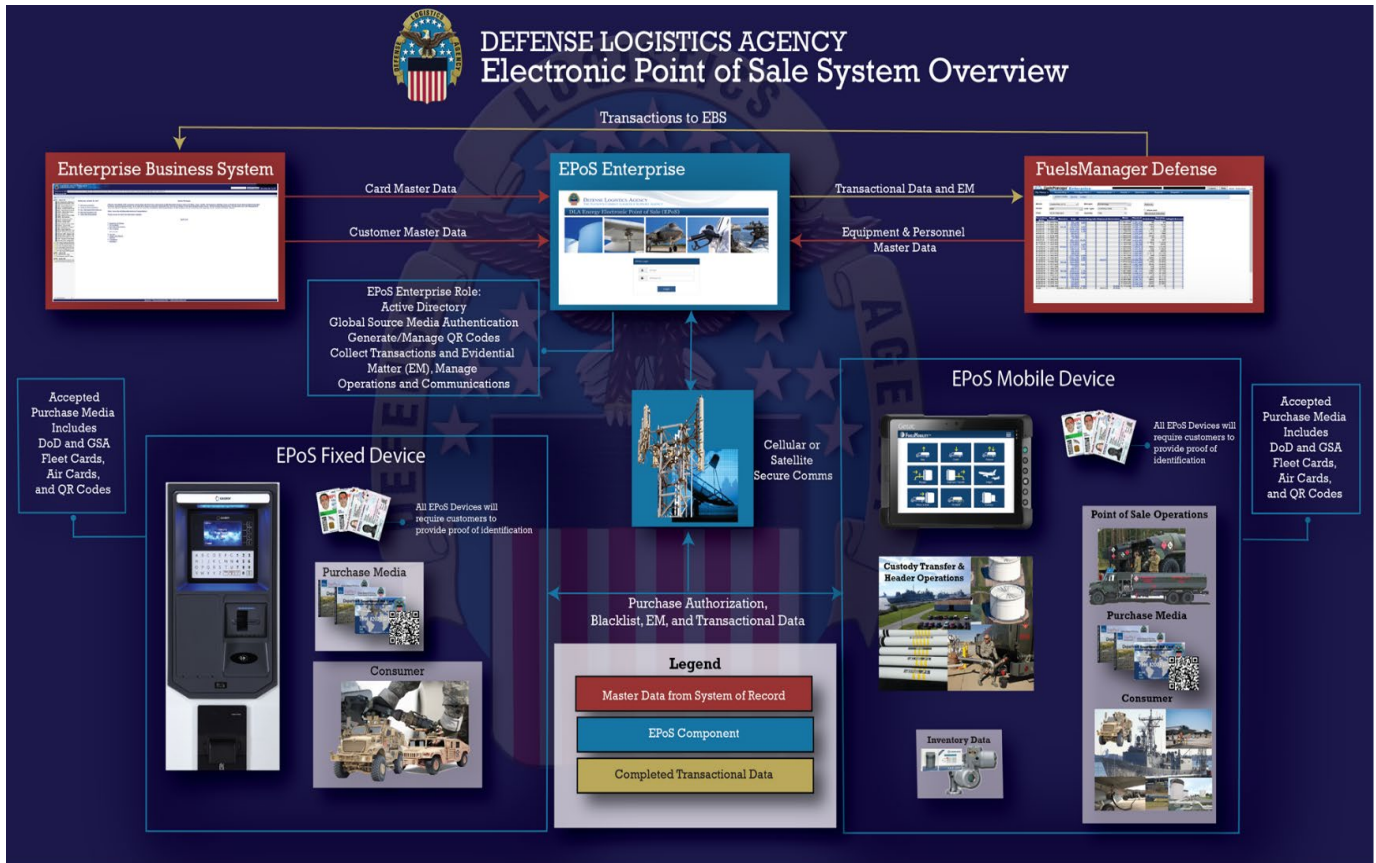 DEFENSE LOGISTICS AGENCY
Electronic Point of Sale System Overview
Transactions to EBS
Enterprise Business System
EPoS Enterprise
FuelsManager Defense
Card Master Data
Customer Master Data
Transactional Data and EM
Equipment & Personnel
Master Data
DEFENSE LOGISTICS AGENCY
DLA Energy Electronic Point of Sale (EPoS)
EPoS Enterprise Role:
Active Directory
Global Source Media Authentication
Generate/Manage QR Codes
Collect Transactions and Evidential
Matter (EM), Manage
Operations and Communications
Accepted
Purchase Media
Includes
DoD and GSA
Fleet Cards,
Air Cards,
and QR Codes
EPoS Fixed Device
All EPoS Devices will
require customers to
provide proof of identification
Purchase Media
Consumer
Cellular or
Satellite
Secure Comms
Purchase Authorization,
Blacklist, EM, and Transactional Data
Legend
Master Data from System of Record
EPoS Component
Completed Transactional Data
EPoS Mobile Device
All EPoS Devices will
require customers to
provide proof of identification
Custody Transfer &
Header Operations
Inventory Data
Point of Sale Operations
Purchase Media
Consumer
Accepted
Purchase Media
Includes
DoD and GSA
Fleet Cards,
Air Cards,
and QR Codes